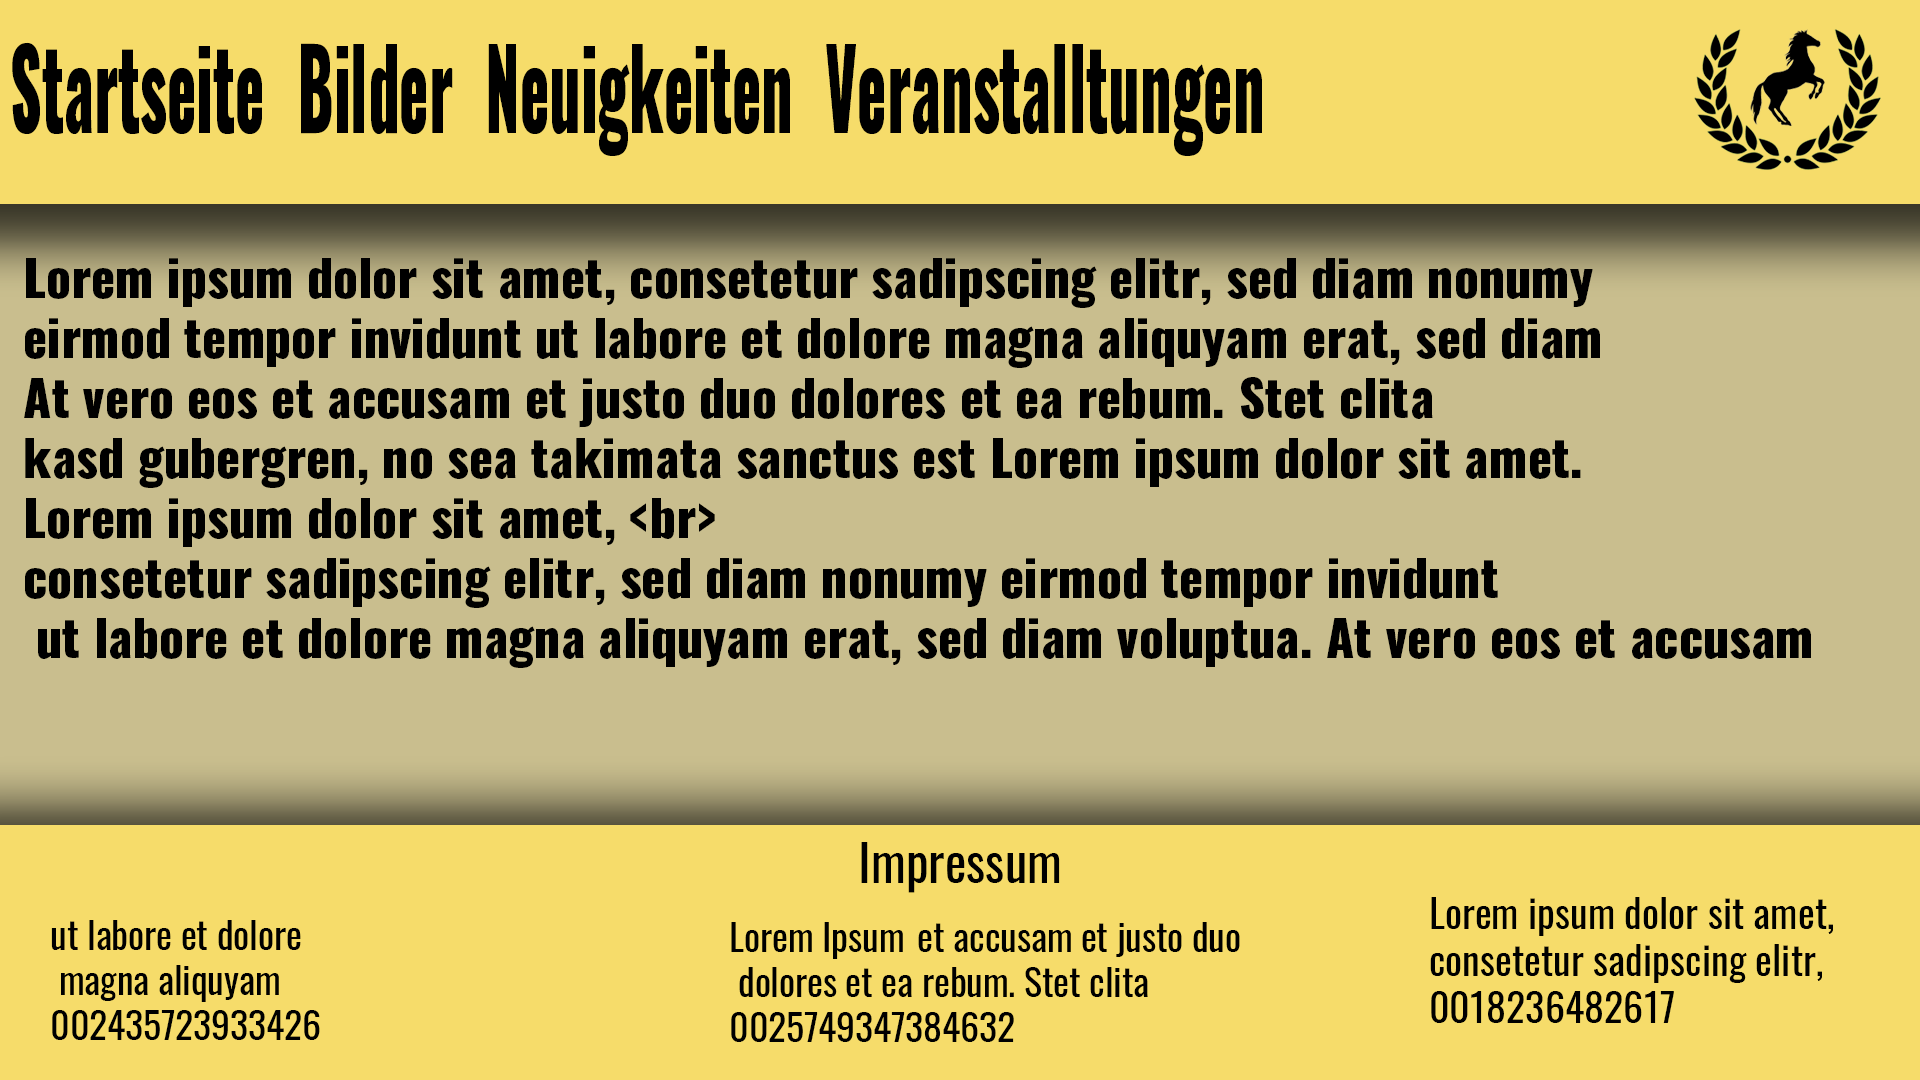 Startseite Bilder Neuigkeiten Veranstalltungen
Lorem ipsum dolor sit amet, consetetur sadipscing elitr, sed diam nonumy
eirmod tempor invidunt ut labore et dolore magna aliquyam erat, sed diam
At vero eos et accusam et justo duo dolores et ea rebum. Stet clita
kasd gubergren, no sea takimata sanctus est Lorem ipsum dolor sit amet.
Lorem ipsum dolor sit amet, <br>
consetetur sadipscing elitr, sed diam nonumy eirmod tempor invidunt
ut labore et dolore magna aliquyam erat, sed diam voluptua. At vero eos et accusam
Impressum
ut labore et dolore
magna aliquyam
002435723933426
Lorem Ipsum et accusam et justo duo
dolores et ea rebum. Stet clita
0025749347384632
Lorem ipsum dolor sit amet,
consetetur sadipscing elitr,
0018236482617